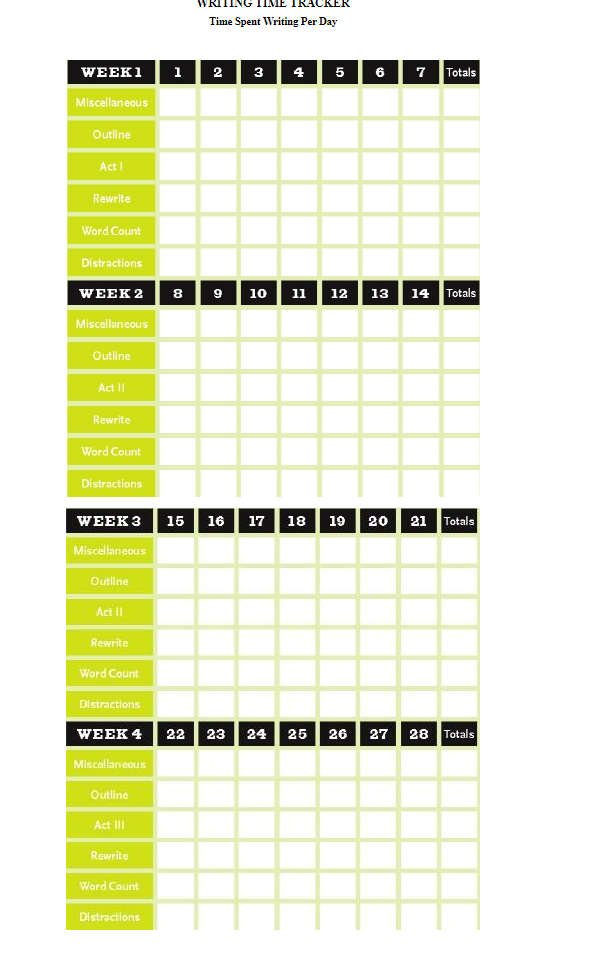 WRITING TIME TRACKER
Time Spent Writing Per Day
WEEK 1 1 2 3 4 5 6 7 Totals
Miscellaneous
Outline
Act I
Rewrite
Word Count
Distractions
WEEK 2 8 9 10 11 12 13 14 Totals
Miscellaneous
Outline
Act II
Rewrite
Word Count
Distractions
WEEK 3 15 16 17 18 19 20 21 Totals
Miscellaneous
Outline
Act II
Rewrite
Word Count
Distractions
WEEK 4 22 23 24 25 26 27 28 Totals
Miscellaneous
Outline
Act III
Rewrite
Word Count
Distractions